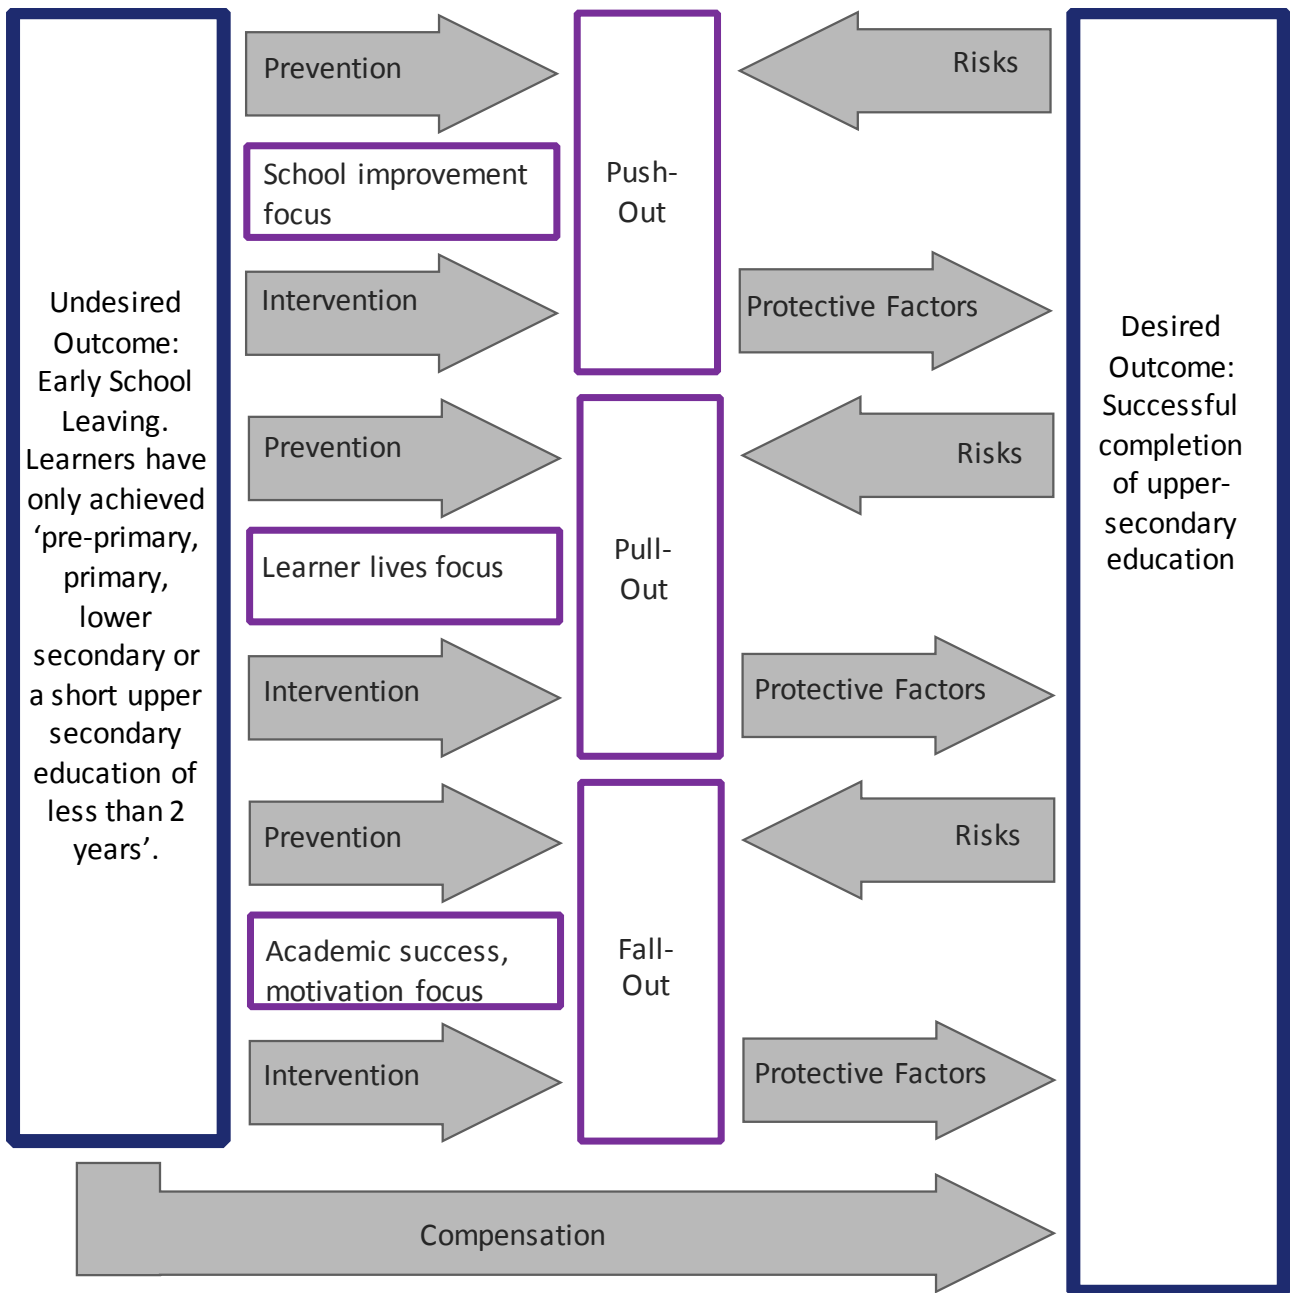 Undesired
Outcome:
Early School
Leaving.
Learners have
only achieved
‘pre-primary,
primary,
lower
secondary or
a short upper
secondary
education of
less than 2
years’.
Prevention
School improvement
focus
Intervention
Push-
Out
Risks
Protective Factors
Prevention
Learner lives focus
Intervention
Pull-
Out
Risks
Protective Factors
Prevention
Academic success,
motivation focus
Intervention
Fall-
Out
Risks
Protective Factors
Desired
Outcome:
Successful
completion
of upper-
secondary
education
Compensation